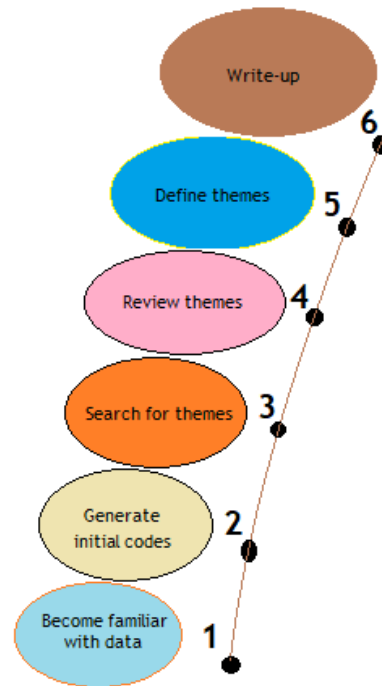 Write-up
6
Define themes
5
Review themes
4
Search for themes
3
Generate
initial codes
2
Become familiar
with data
1